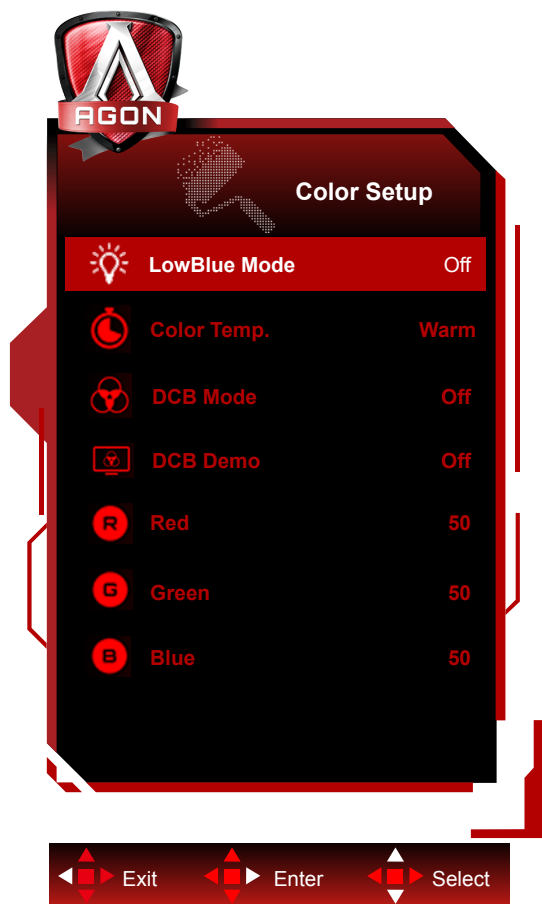 AGON
Color Setup
LowBlue Mode Off
Color Temp. Warm
DCB Mode Off
DCB Demo Off
R Red 50
G Green 50
B Blue 50
Exit Enter Select